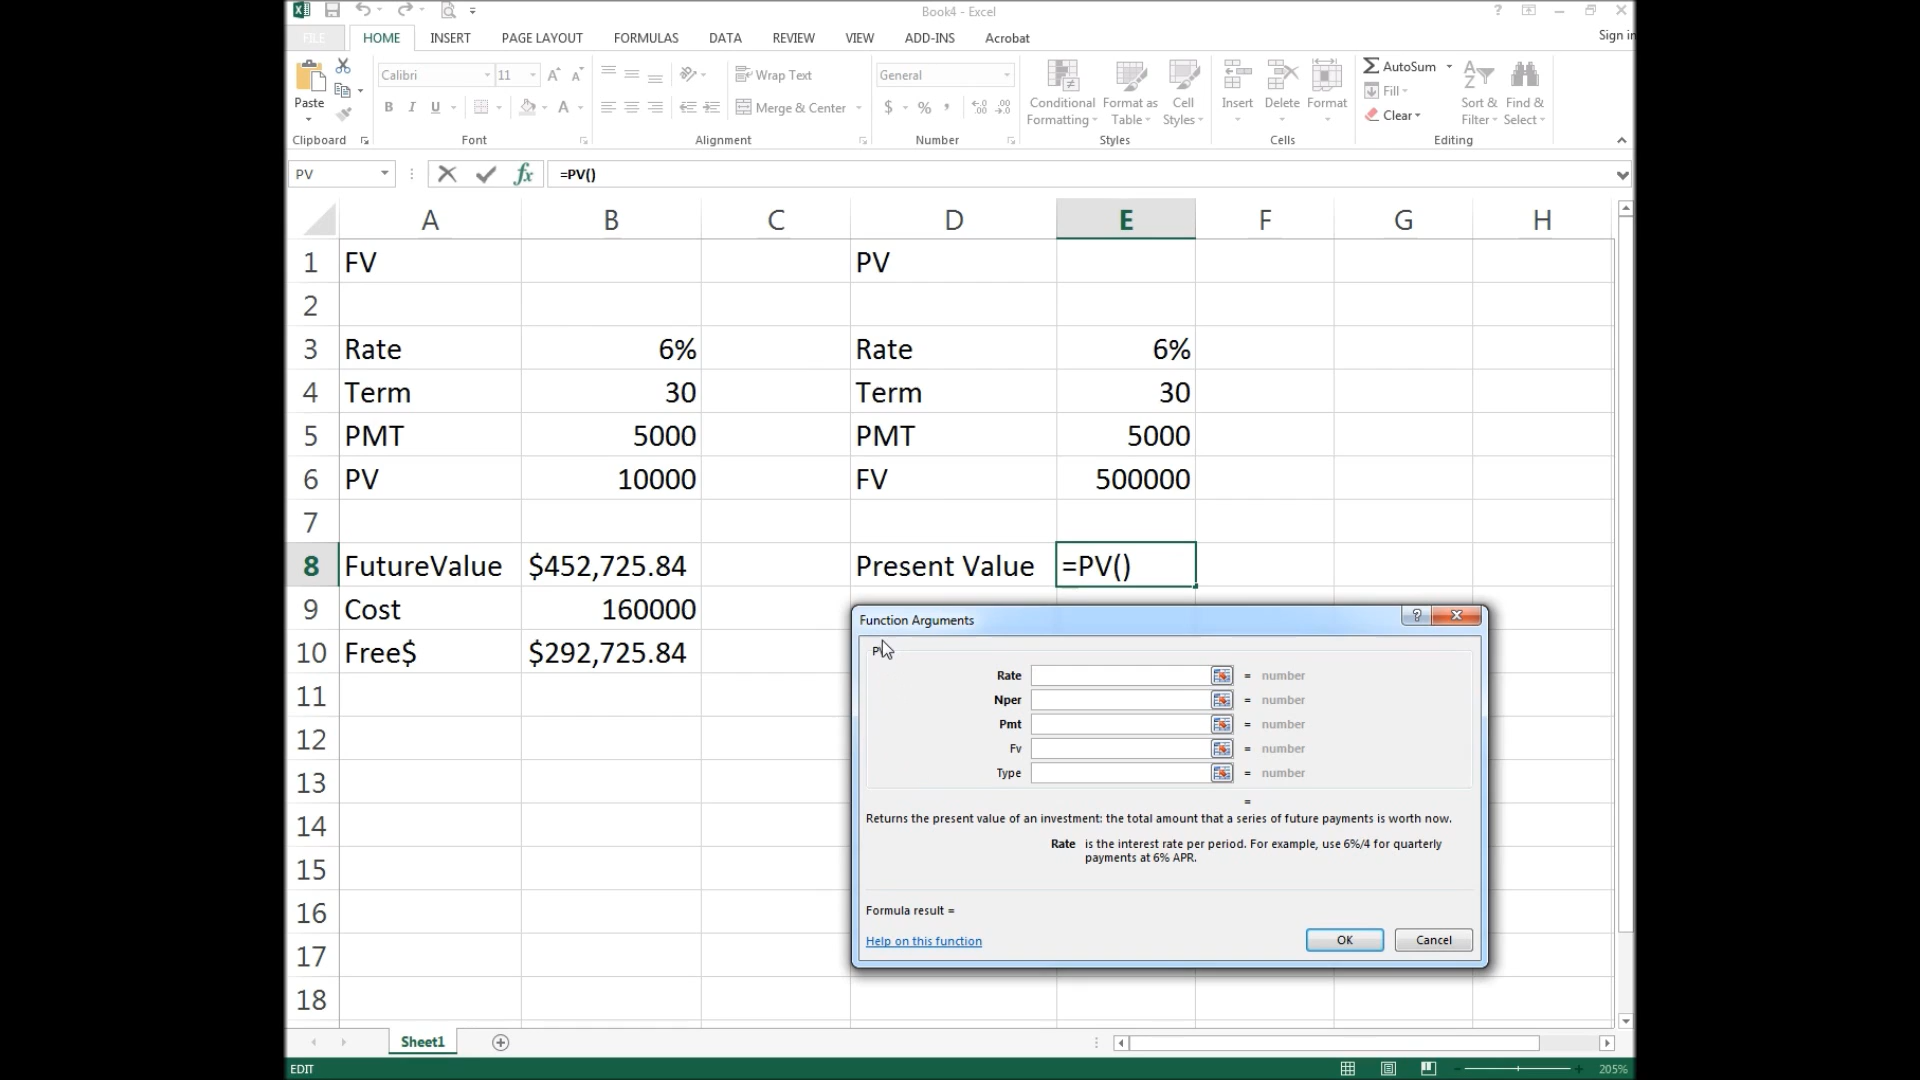 Book4 - Excel
FILE HOME INSERT PAGE LAYOUT FORMULAS DATA REVIEW VIEW ADD-INS Acrobat Sign in
Calibri 11 Wrap Text General AutoSum
Paste B I U Merge & Center $ % Conditional Formatting Format as Table Cell Styles Insert Delete Format Fill Clear Sort & Filter Find & Select
Clipboard Font Alignment Number Styles Cells Editing
PV fx =PV()
A B C D E F G H
1 FV PV
2
3 Rate 6% Rate 6%
4 Term 30 Term 30
5 PMT 5000 PMT 5000
6 PV 10000 FV 500000
7
8 FutureValue $452,725.84 Present Value =PV()
9 Cost 160000
10 Free$ $292,725.84
11
12
13
14
15
16
17
18
Function Arguments
PV
Rate = number
Nper = number
Pmt = number
Fv = number
Type = number
=
Returns the present value of an investment: the total amount that a series of future payments is worth now.
Rate is the interest rate per period. For example, use 6%/4 for quarterly
payments at 6% APR.
Formula result =
Help on this function OK Cancel
Sheet1
EDIT 205%